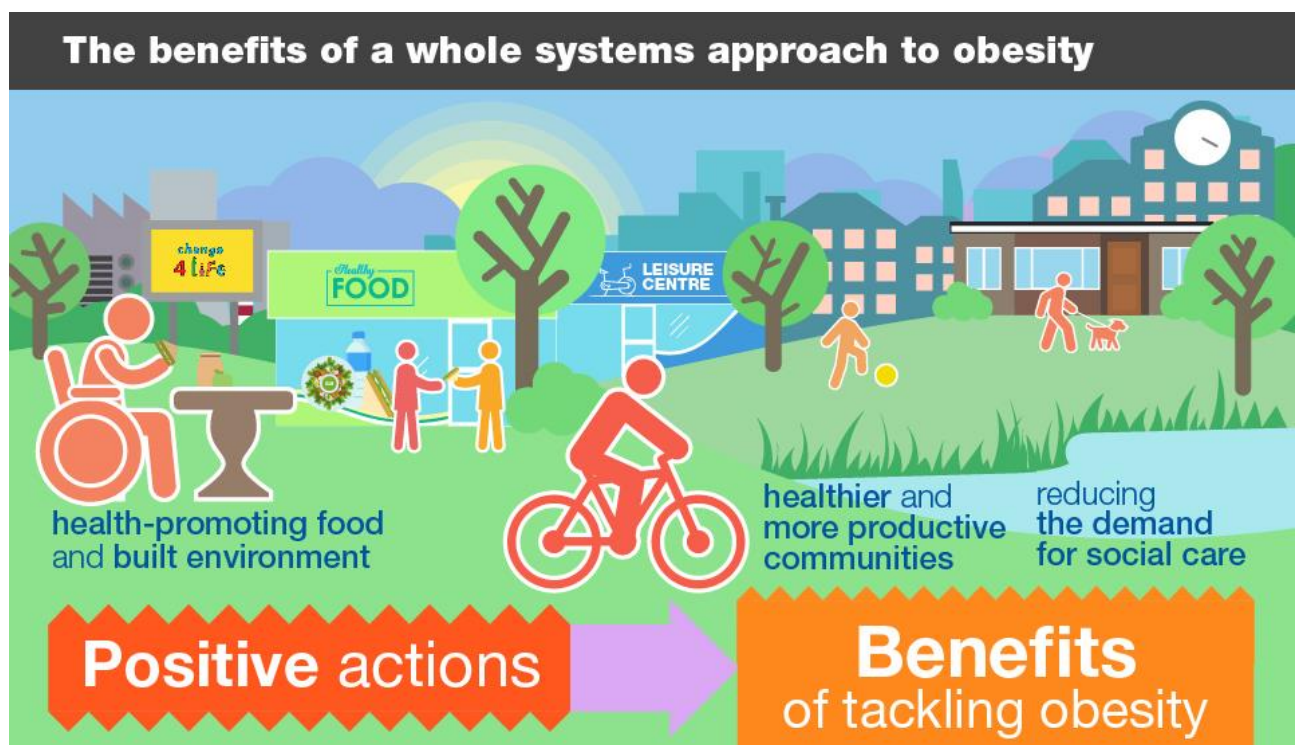 The benefits of a whole systems approach to obesity
change
4 LiFe
Healthy
FOOD
LEISURE
CENTRE
health-promoting food
and built environment
healthier and
more productive
communities
reducing
the demand
for social care
Positive actions
Benefits
of tackling obesity